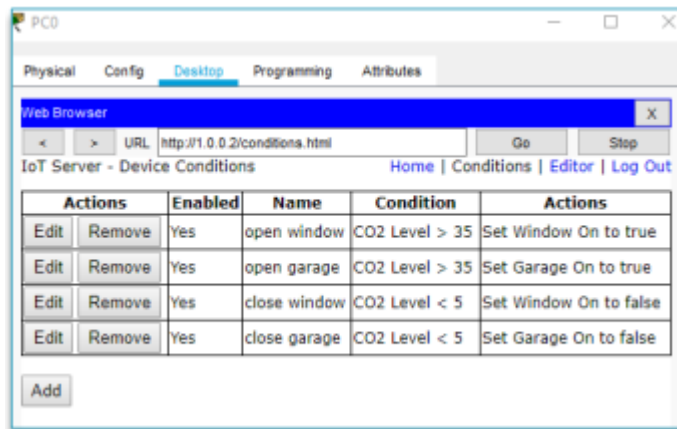 PC0
Physical Config Desktop Programming Attributes
Web Browser X
< > URL http://1.0.0.2/conditions.html Go Stop
IoT Server - Device Conditions Home | Conditions | Editor | Log Out
Actions Enabled Name Condition Actions
Edit Remove Yes open window CO2 Level > 35 Set Window On to true
Edit Remove Yes open garage CO2 Level > 35 Set Garage On to true
Edit Remove Yes close window CO2 Level < 5 Set Window On to false
Edit Remove Yes close garage CO2 Level < 5 Set Garage On to false
Add